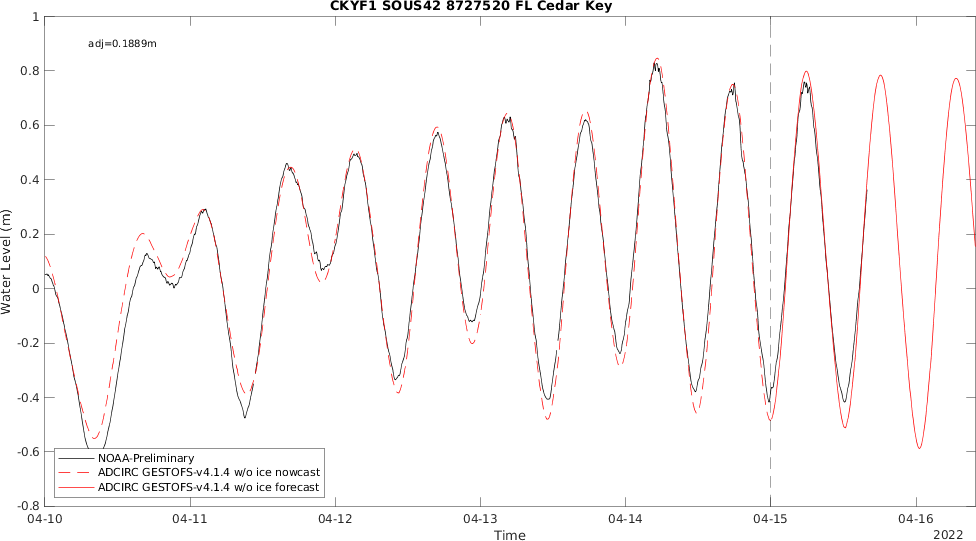 CKYF1 SOUS42 8727520 FL Cedar Key
adj=0.1889m
Water Level (m)
1
0.8
0.6
0.4
0.2
0
-0.2
-0.4
-0.6
-0.8
NOAA-Preliminary
ADCIRC GESTOFS-v4.1.4 w/o ice nowcast
ADCIRC GESTOFS-v4.1.4 w/o ice forecast
04-10 04-11 04-12 04-13 04-14 04-15 04-16
Time
2022